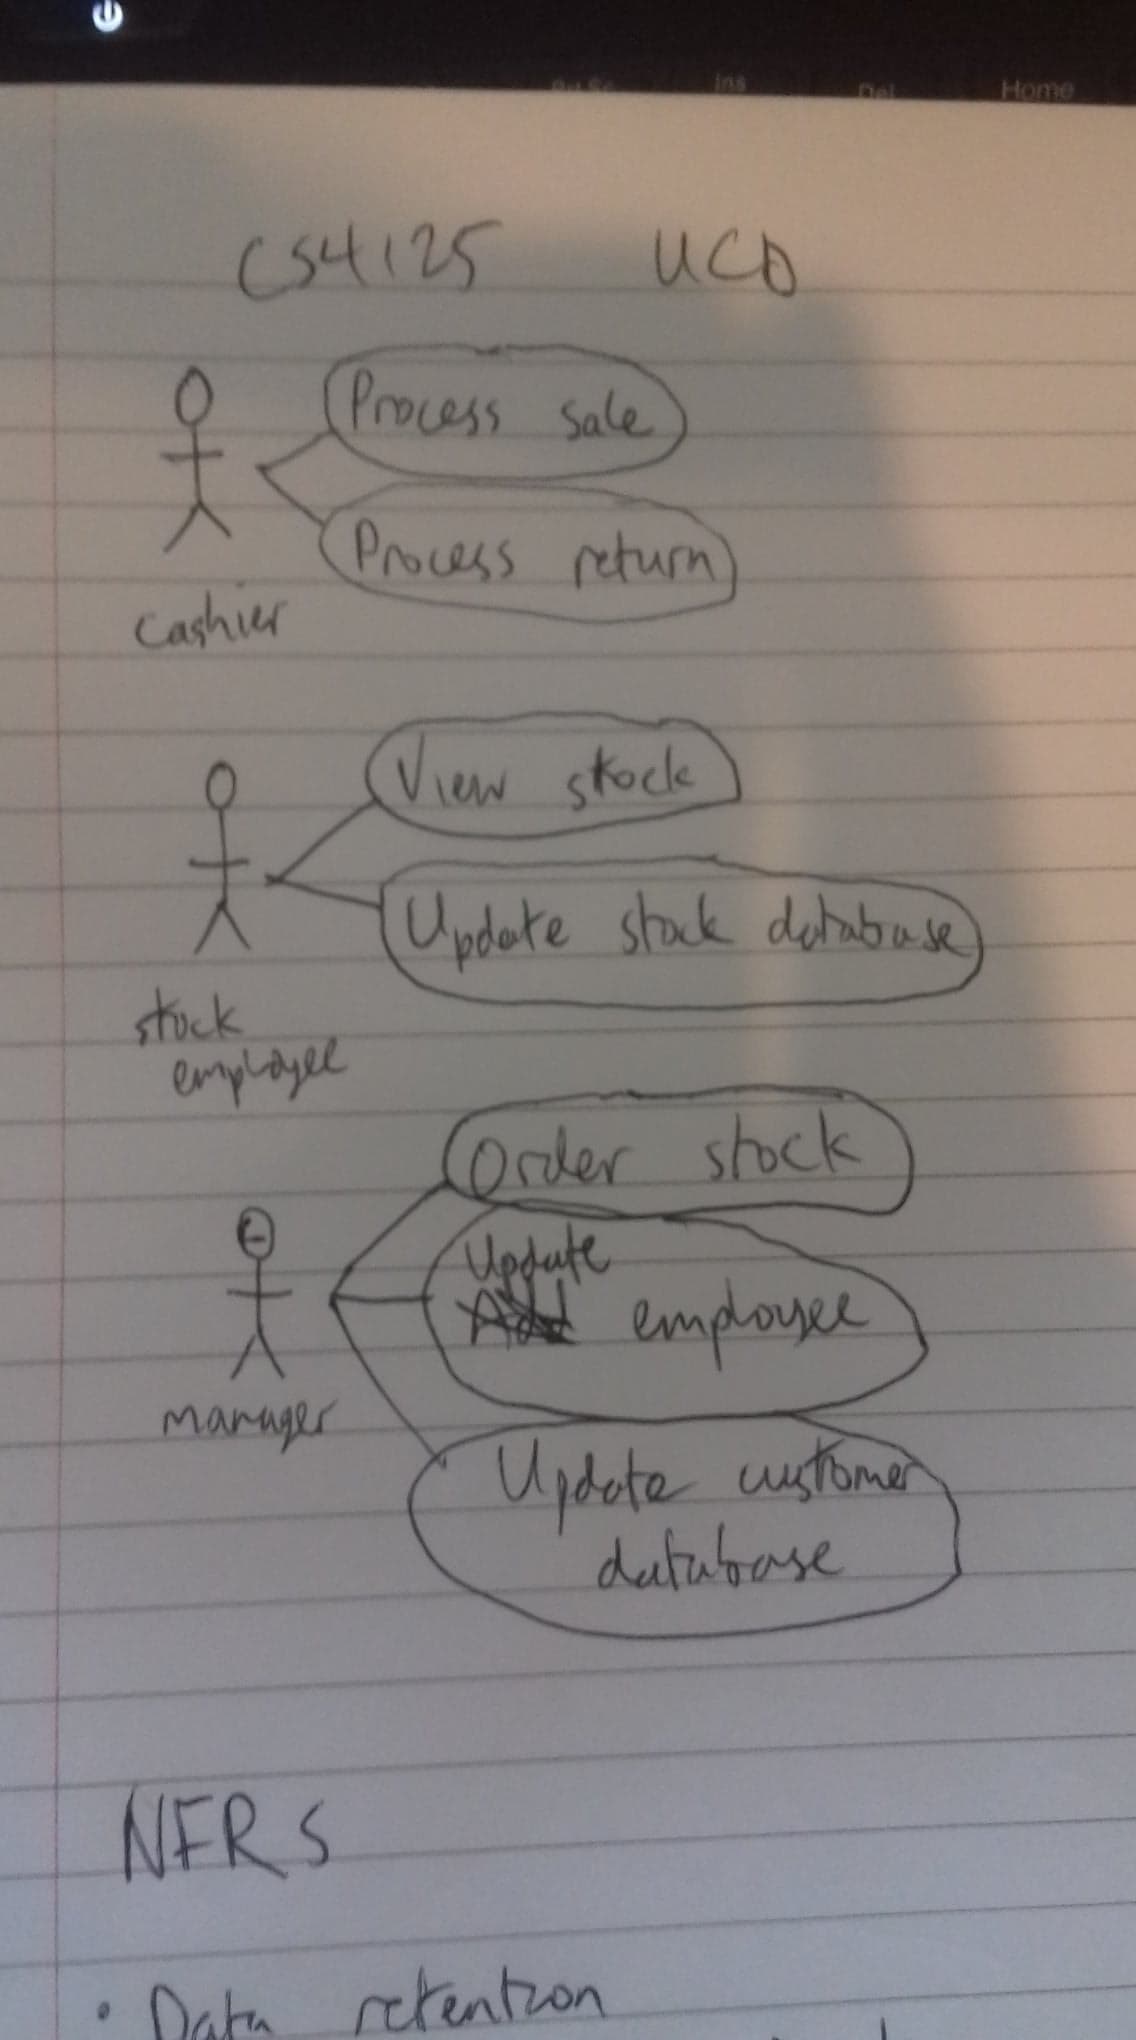 Ins
Del
Home
CS4125 UCD
Process sale
Process return
cashier
View stock
Update stock database
stock
employee
Order stock
Update
employee
manager
Update customer
database
NFRs
• Data retention